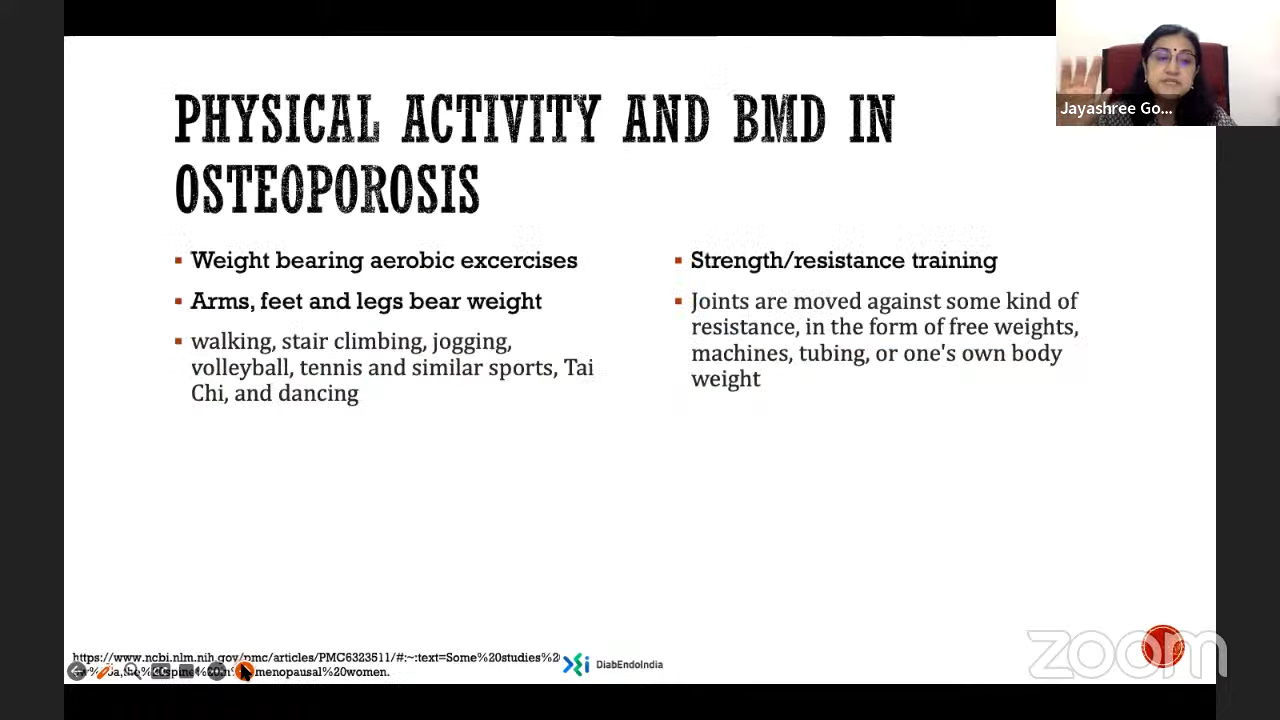 Jayashree Go...
PHYSICAL ACTIVITY AND BMD IN
OSTEOPOROSIS
Weight bearing aerobic excercises
Arms, feet and legs bear weight
walking, stair climbing, jogging,
volleyball, tennis and similar sports, Tai
Chi, and dancing
Strength/resistance training
Joints are moved against some kind of
resistance, in the form of free weights,
machines, tubing, or one's own body
weight
https://www.ncbi.nlm.nih.gov/pmc/articles/PMC6323511/#:~:text=Some%20studies%20
menopausal%20women.
DiabEndoIndia
zoom